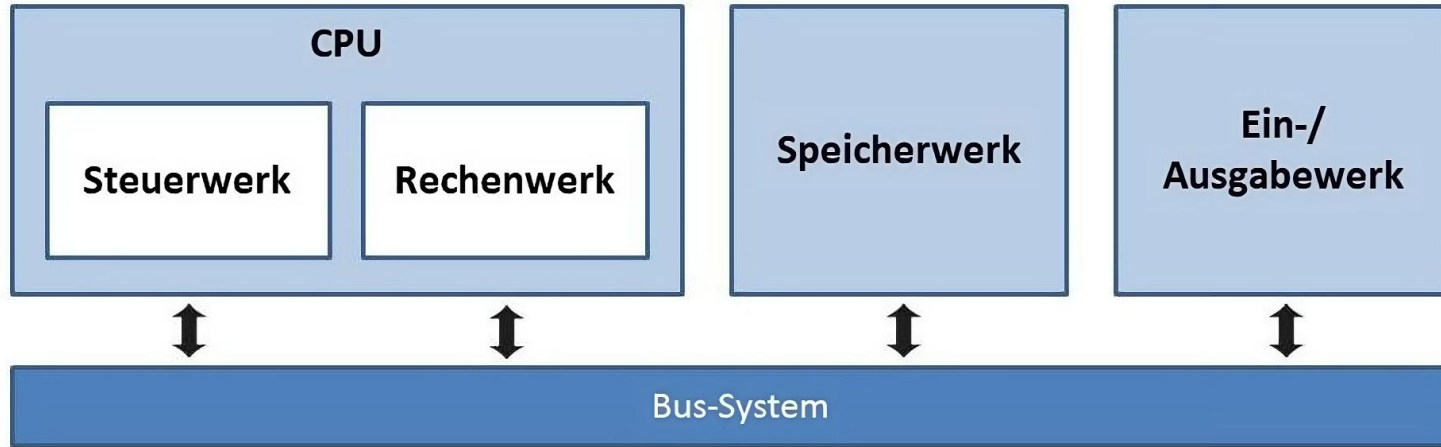 CPU
Steuerwerk
Rechenwerk
Speicherwerk
Ein-/
Ausgabewerk
Bus-System